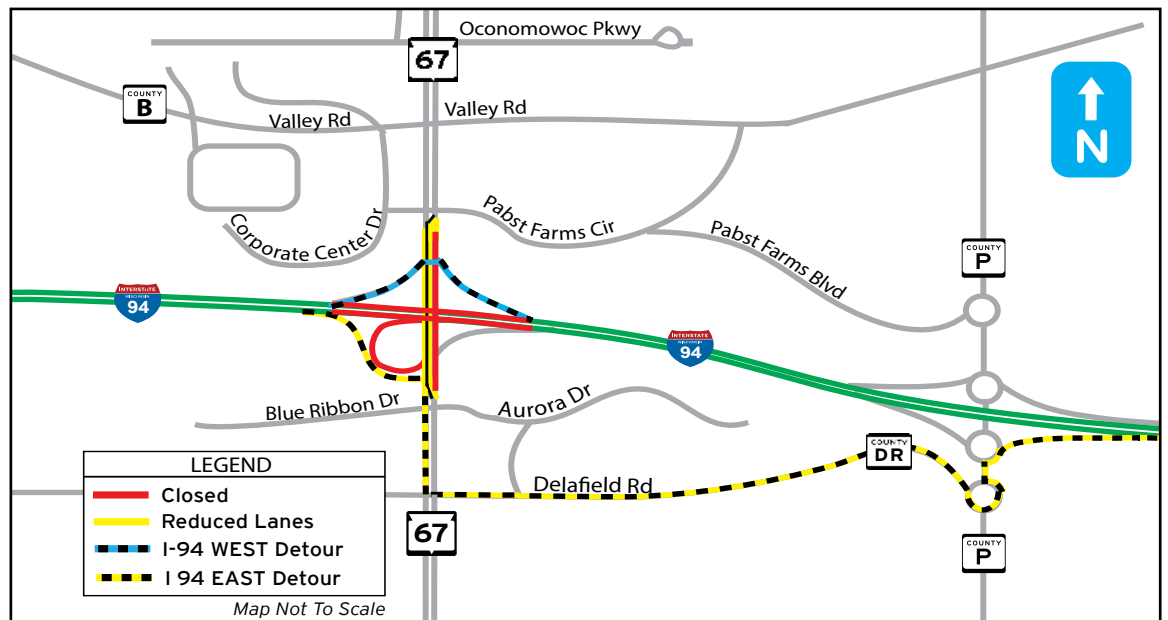 Oconomowoc Pkwy
67
COUNTY
B
Valley Rd
Valley Rd
N
Corporate Center Dr
Pabst Farms Cir
Pabst Farms Blvd
COUNTY
P
INTERSTATE
WISCONSIN
94
INTERSTATE
WISCONSIN
94
Blue Ribbon Dr
Aurora Dr
COUNTY
DR
Delafield Rd
67
COUNTY
P
LEGEND
Closed
Reduced Lanes
I-94 WEST Detour
I 94 EAST Detour
Map Not To Scale